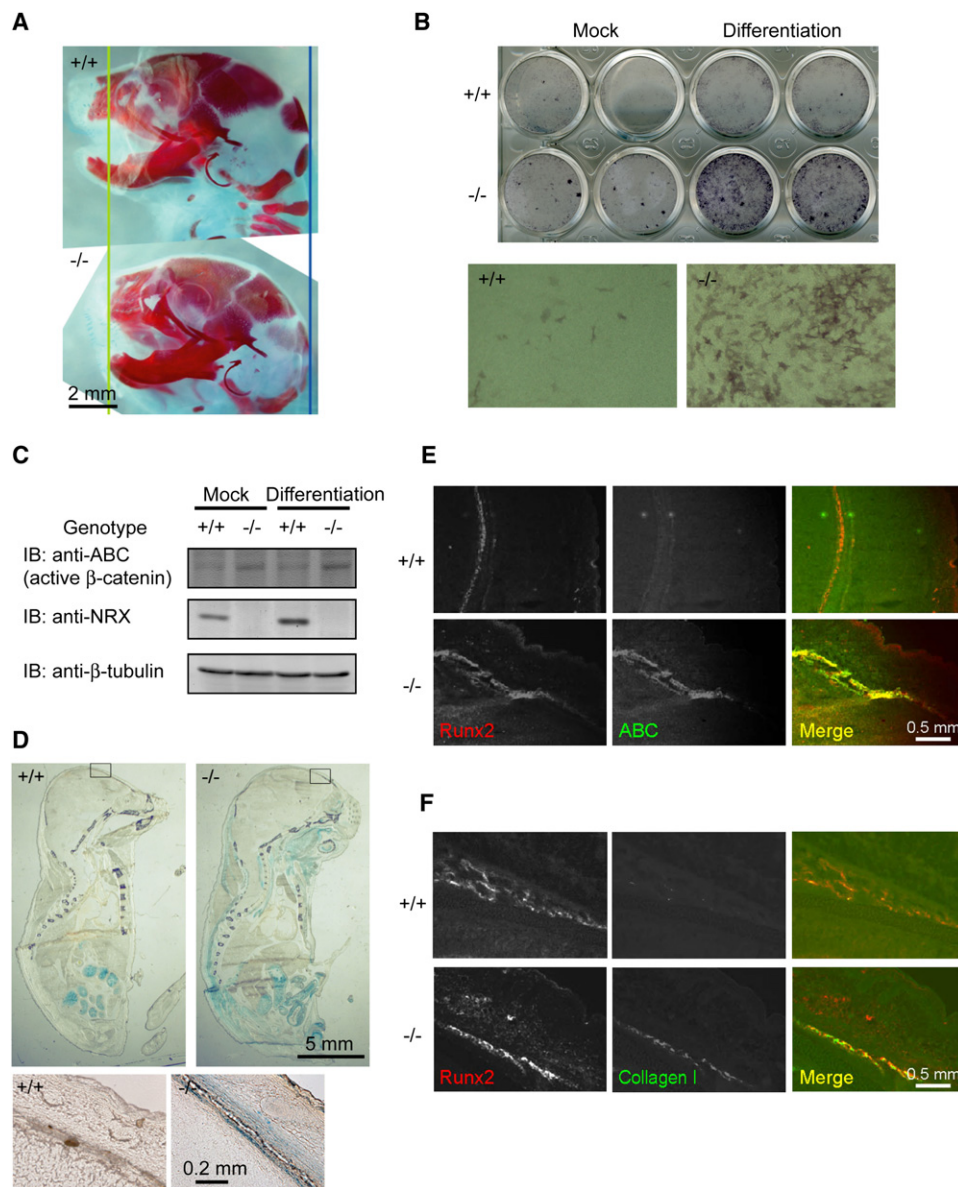 A
+/+
-/-
2 mm
B
Mock Differentiation
+/+
-/-
+/+ -/-
C
Mock Differentiation
Genotype +/+ -/- +/+ -/-
IB: anti-ABC
(active β-catenin)
IB: anti-NRX
IB: anti-β-tubulin
D
+/+ -/-
5 mm
+/+
0.2 mm
E
+/+
-/-
Runx2 ABC Merge
0.5 mm
F
+/+
-/-
Runx2 Collagen I Merge
0.5 mm